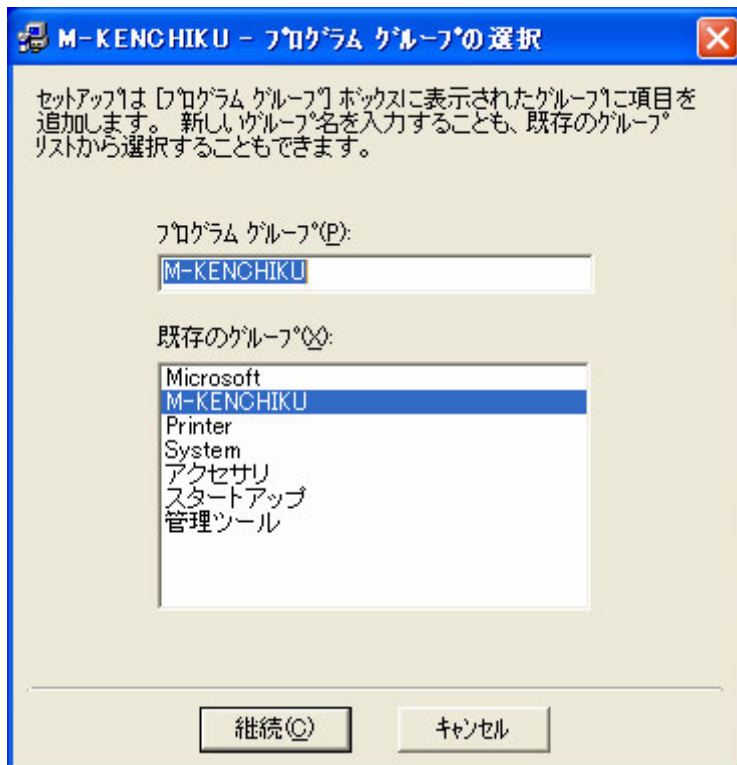 M-KENCHIKU - ﾌﾟﾛｸﾞﾗﾑ ｸﾞﾙｰﾌﾟの選択
ｾｯﾄｱｯﾌﾟは [ﾌﾟﾛｸﾞﾗﾑ ｸﾞﾙｰﾌﾟ] ﾎﾞｯｸｽに表示されたｸﾞﾙｰﾌﾟに項目を
追加します。 新しいｸﾞﾙｰﾌﾟ名を入力することも、既存のｸﾞﾙｰﾌﾟ
ﾘｽﾄから選択することもできます。
ﾌﾟﾛｸﾞﾗﾑ ｸﾞﾙｰﾌﾟ(P):
M-KENCHIKU
既存のｸﾞﾙｰﾌﾟ(X):
Microsoft
M-KENCHIKU
Printer
System
アクセサリ
スタートアップ
管理ツール
継続(C)
ｷｬﾝｾﾙ